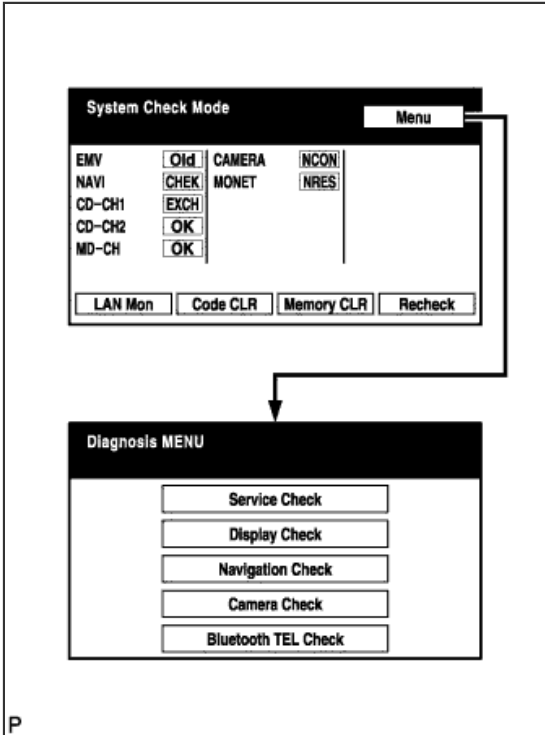 System Check Mode
Menu
EMV Old CAMERA NCON
NAVI CHEK MONET NRES
CD-CH1 EXCH
CD-CH2 OK
MD-CH OK
LAN Mon Code CLR Memory CLR Recheck
Diagnosis MENU
Service Check
Display Check
Navigation Check
Camera Check
Bluetooth TEL Check
P